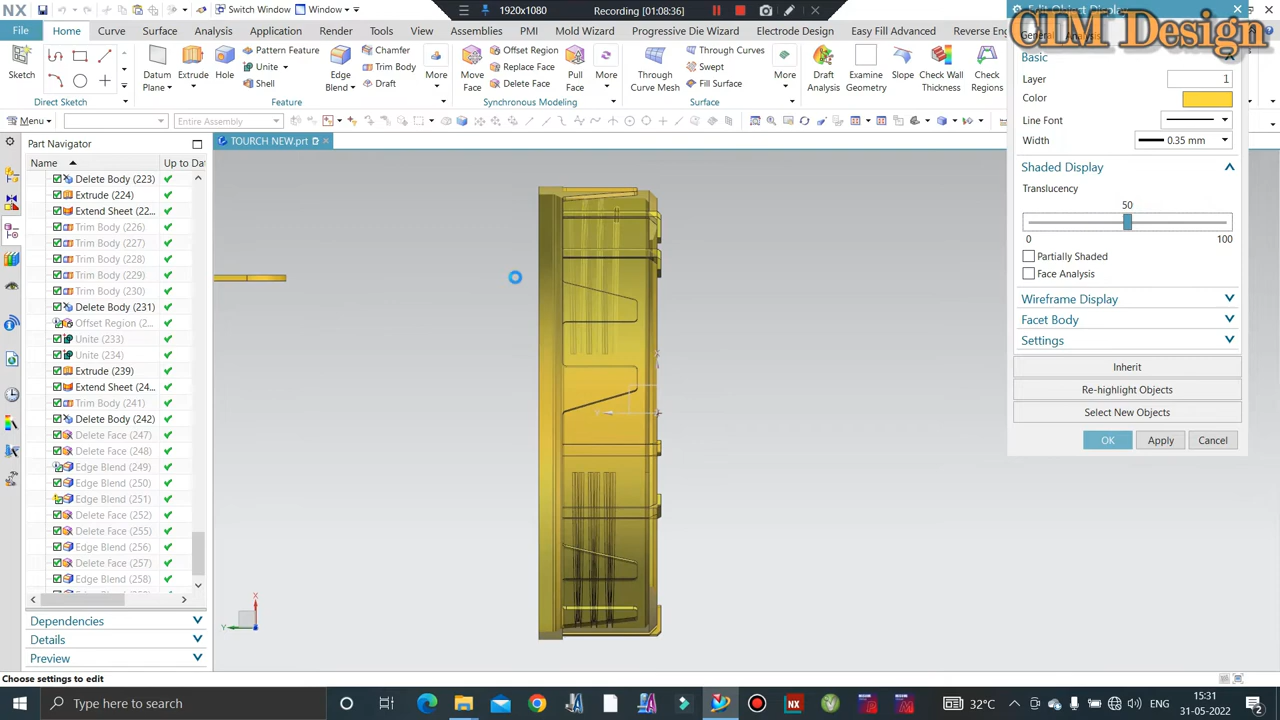 NX
Switch Window
Window
1920x1080
Recording [01:08:36]
Edit Object Display
CIM Design
File
Home
Curve
Surface
Analysis
Application
Render
Tools
Assemblies
PMI
Mold Wizard
Progressive Die Wizard
Electrode Design
Easy Fill Advanced
Reverse Eng
General
Sketch
Datum Plane
Extrude
Hole
Pattern Feature
Unite
Shell
Edge Blend
Chamfer
Trim Body
Draft
More
Move Face
Offset Region
Replace Face
Delete Face
Pull Face
More
Through Curve Mesh
Through Curves
Swept
Fill Surface
More
Draft Analysis
Examine Geometry
Slope
Check Wall Thickness
Check Regions
Direct Sketch
Feature
Synchronous Modeling
Surface
Menu
Entire Assembly
Part Navigator
TOURCH NEW.prt
Name
Up to Dat
Delete Body (223)
Extrude (224)
Extend Sheet (22...
Trim Body (226)
Trim Body (227)
Trim Body (228)
Trim Body (229)
Trim Body (230)
Delete Body (231)
Offset Region (2...
Unite (233)
Unite (234)
Extrude (239)
Extend Sheet (24...
Trim Body (241)
Delete Body (242)
Delete Face (247)
Delete Face (248)
Edge Blend (249)
Edge Blend (250)
Edge Blend (251)
Delete Face (252)
Delete Face (255)
Edge Blend (256)
Delete Face (257)
Edge Blend (258)
Dependencies
Details
Preview
X
Y
Basic
Layer
1
Color
Line Font
Width
0.35 mm
Shaded Display
Translucency
50
0
100
Partially Shaded
Face Analysis
Wireframe Display
Facet Body
Settings
Inherit
Re-highlight Objects
Select New Objects
OK
Apply
Cancel
Choose settings to edit
Type here to search
32°C
ENG
15:31
31-05-2022
2